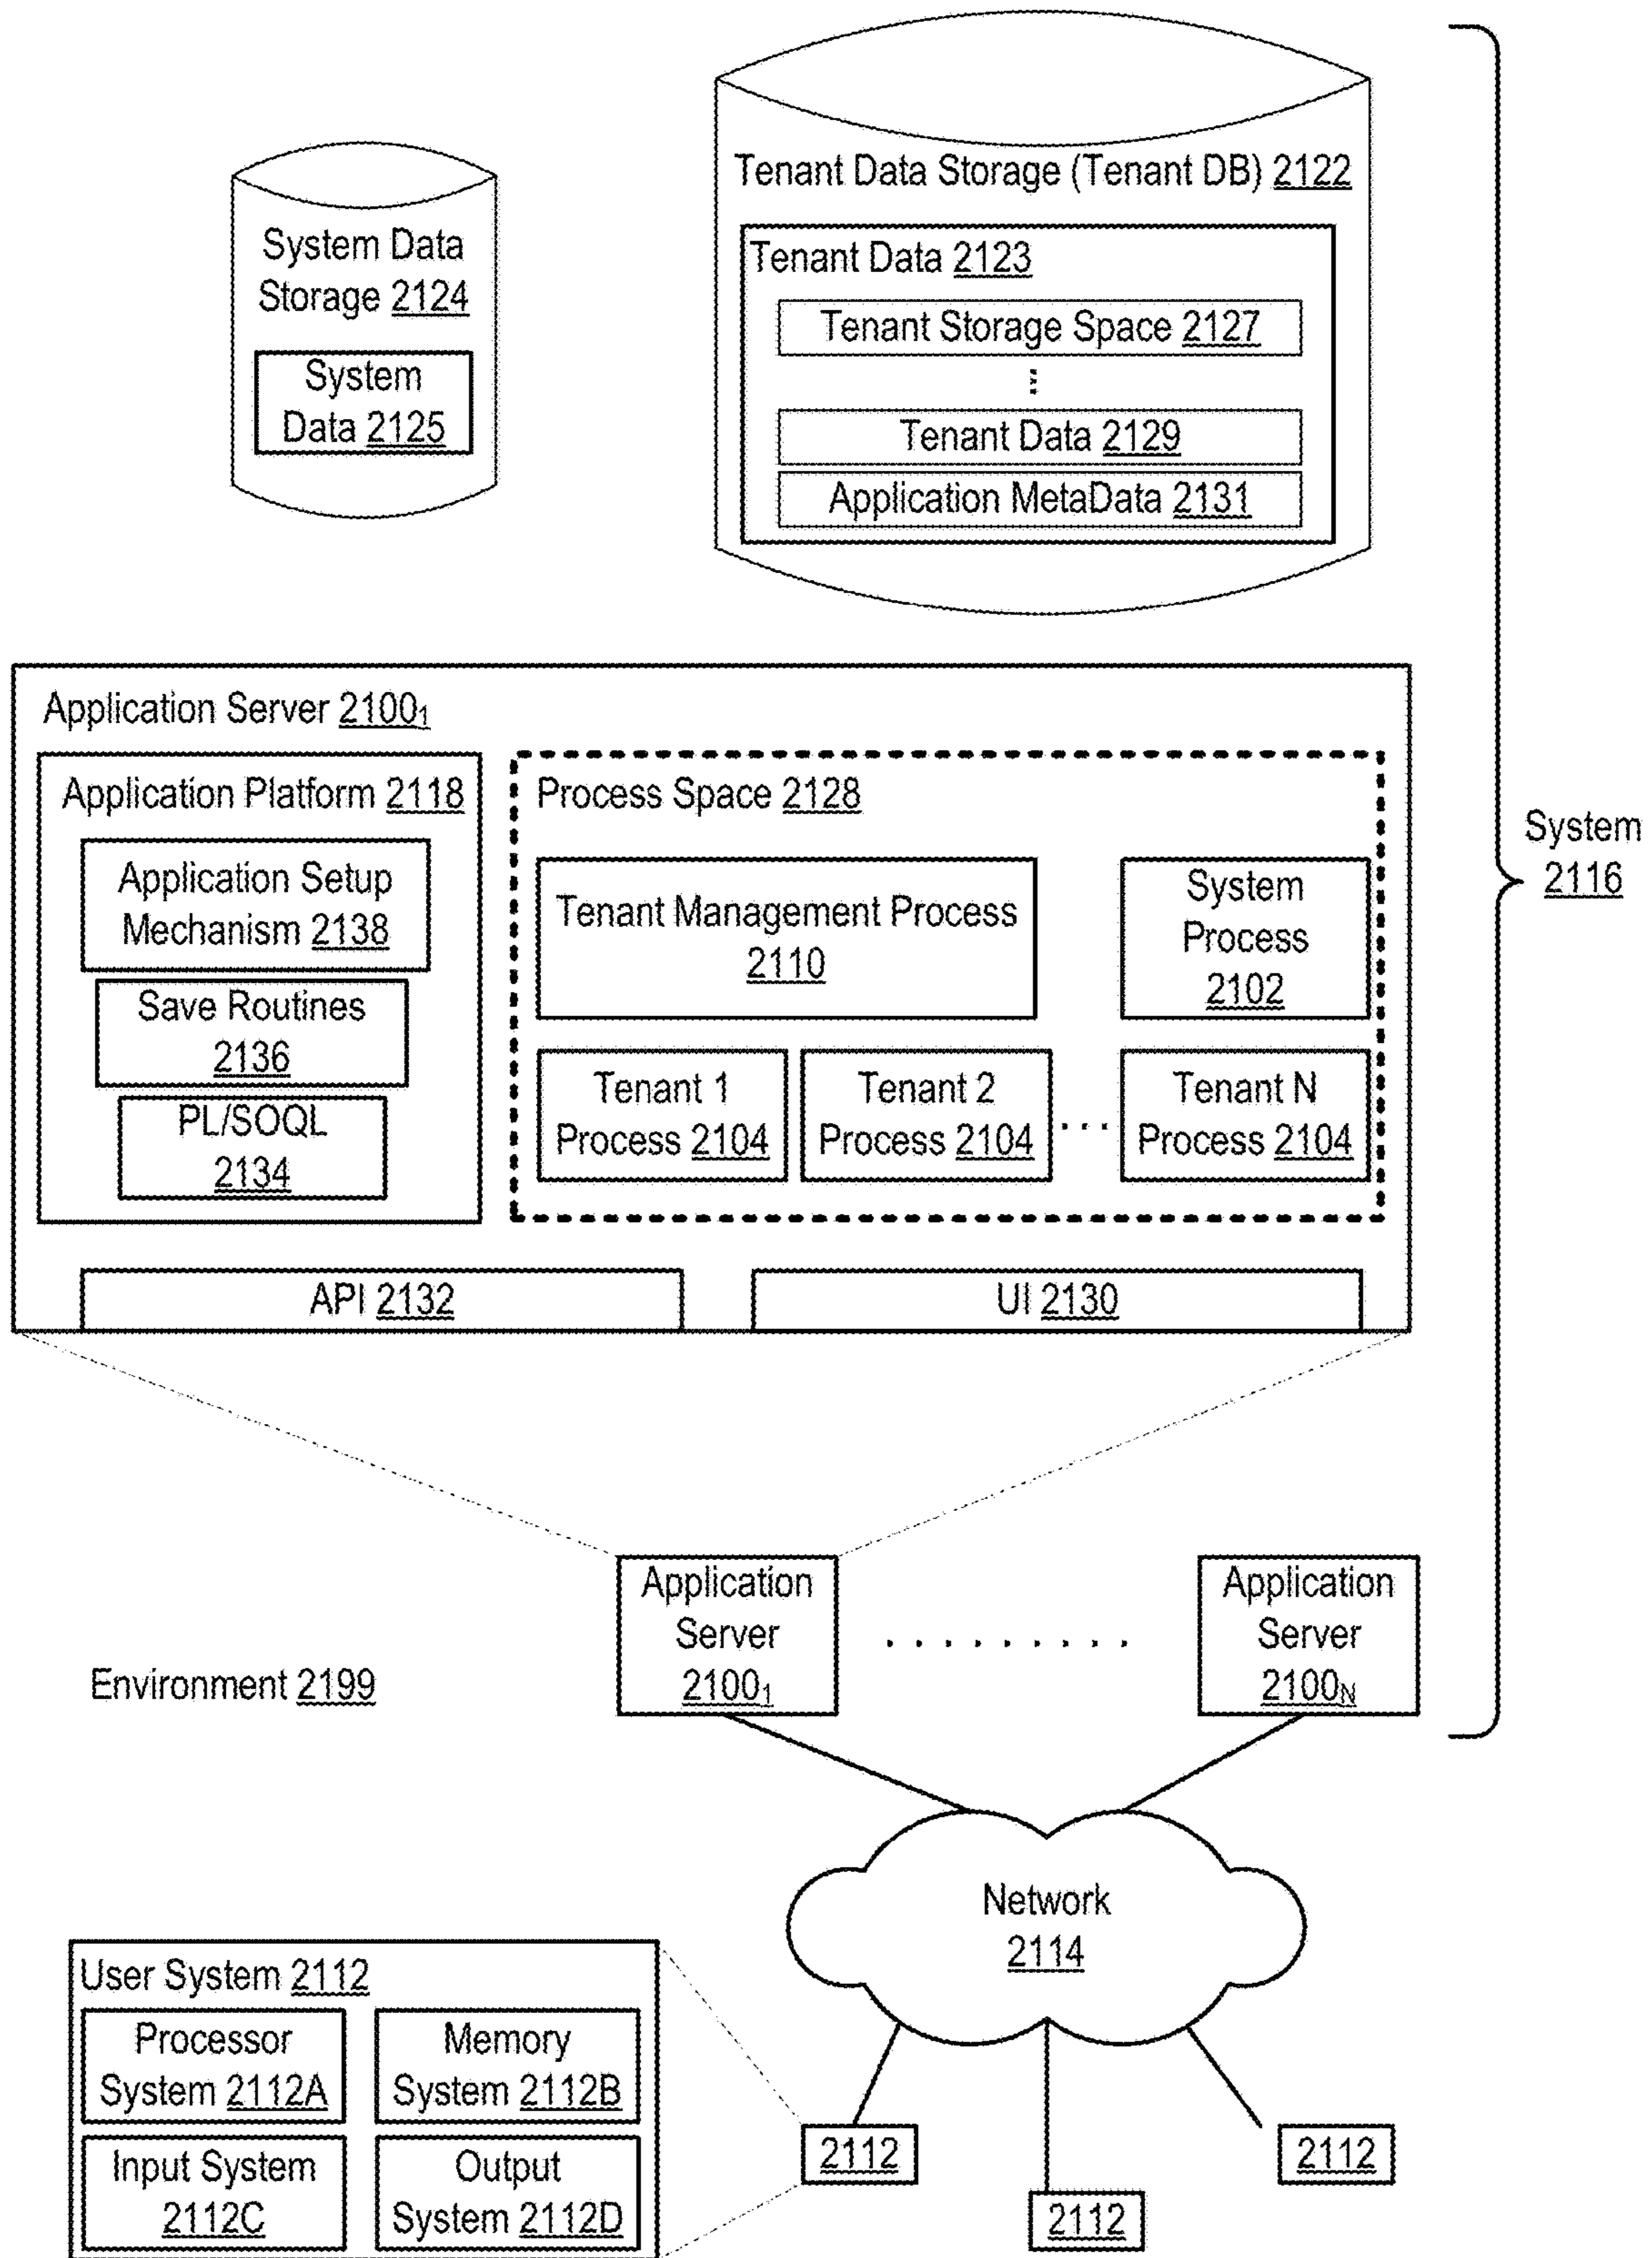 Tenant Data Storage (Tenant DB) 2122
System Data
Storage 2124
System
Data 2125
Tenant Data 2123
Tenant Storage Space 2127
Tenant Data 2129
Application MetaData 2131
System
2116
Application Server 2100₁
Application Platform 2118
Application Setup
Mechanism 2138
Save Routines
2136
PL/SOQL
2134
Process Space 2128
Tenant Management Process
2110
System
Process
2102
Tenant 1
Process 2104
Tenant 2
Process 2104
. . .
Tenant N
Process 2104
API 2132
UI 2130
Application
Server
2100₁
. . . . . . . . . .
Application
Server
2100N
Environment 2199
Network
2114
User System 2112
Processor
System 2112A
Memory
System 2112B
Input System
2112C
Output
System 2112D
2112
2112
2112